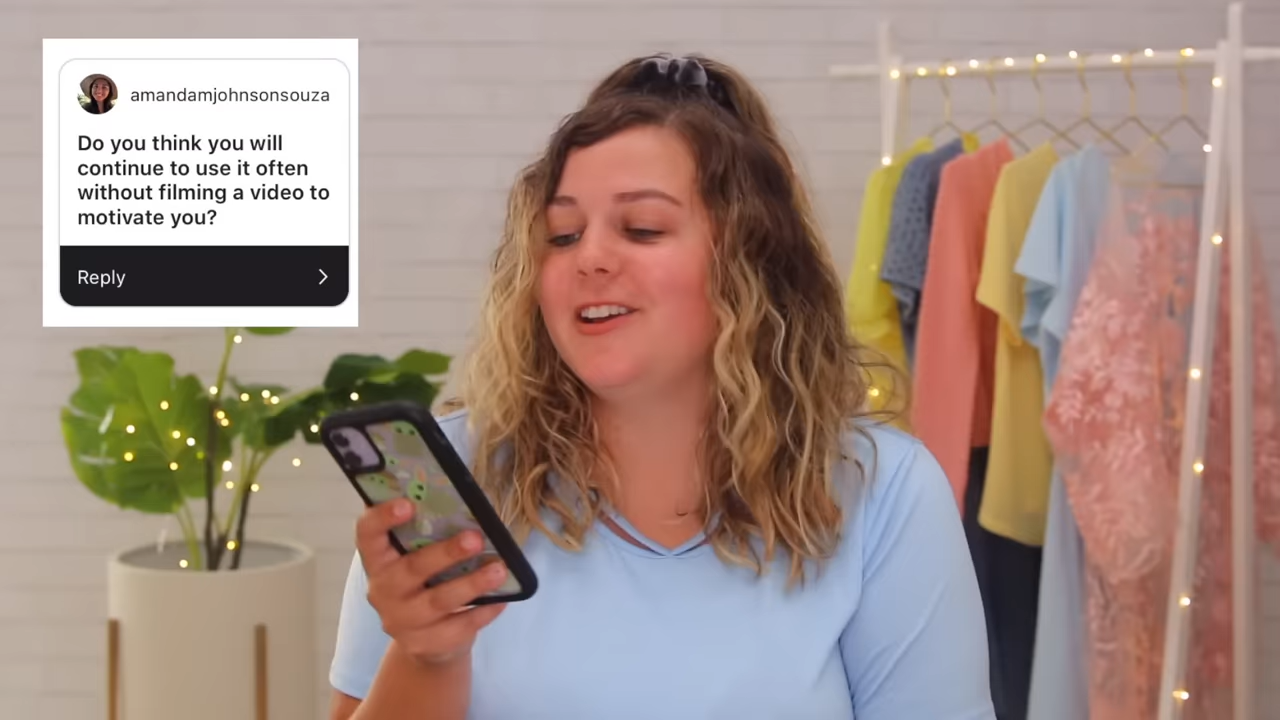 amandamjohnsonsouza
Do you think you will
continue to use it often
without filming a video to
motivate you?
Reply